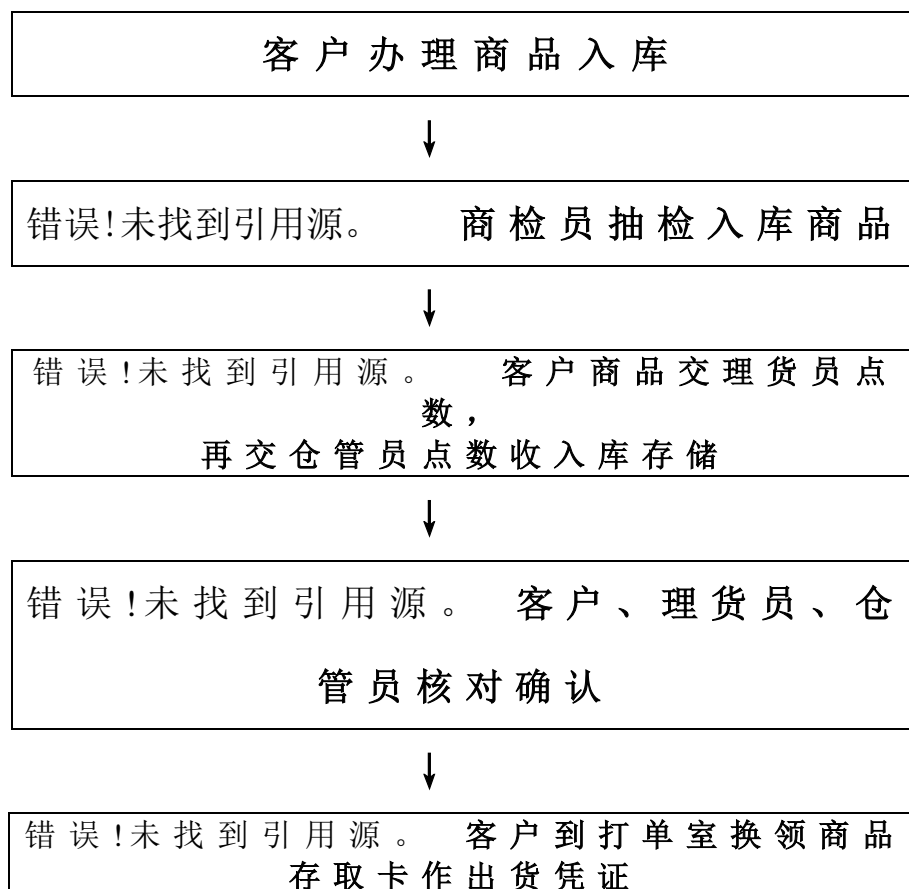 客户办理商品入库
错误!未找到引用源。 商检员抽检入库商品
错误!未找到引用源。 客户商品交理货员点
数，
再交仓管员点数收入库存储
错误!未找到引用源。 客户、理货员、仓
管员核对确认
错误!未找到引用源。 客户到打单室换领商品
存取卡作出货凭证